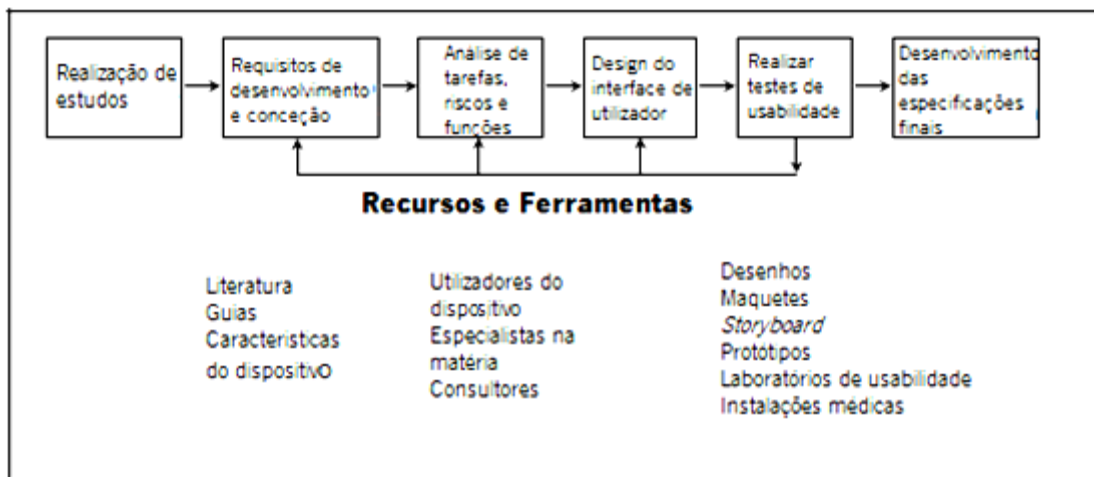 Realização de
estudos
Requisitos de
desenvolvimento
e conceção
Análise de
tarefas,
riscos e
funções
Design do
interface de
utilizador
Realizar
testes de
usabilidade
Desenvolvimento
das
especificações
finais
Recursos e Ferramentas
Literatura
Guias
Características
do dispositivo
Utilizadores do
dispositivo
Especialistas na
matéria
Consultores
Desenhos
Maquetes
Storyboard
Protótipos
Laboratórios de usabilidade
Instalações médicas